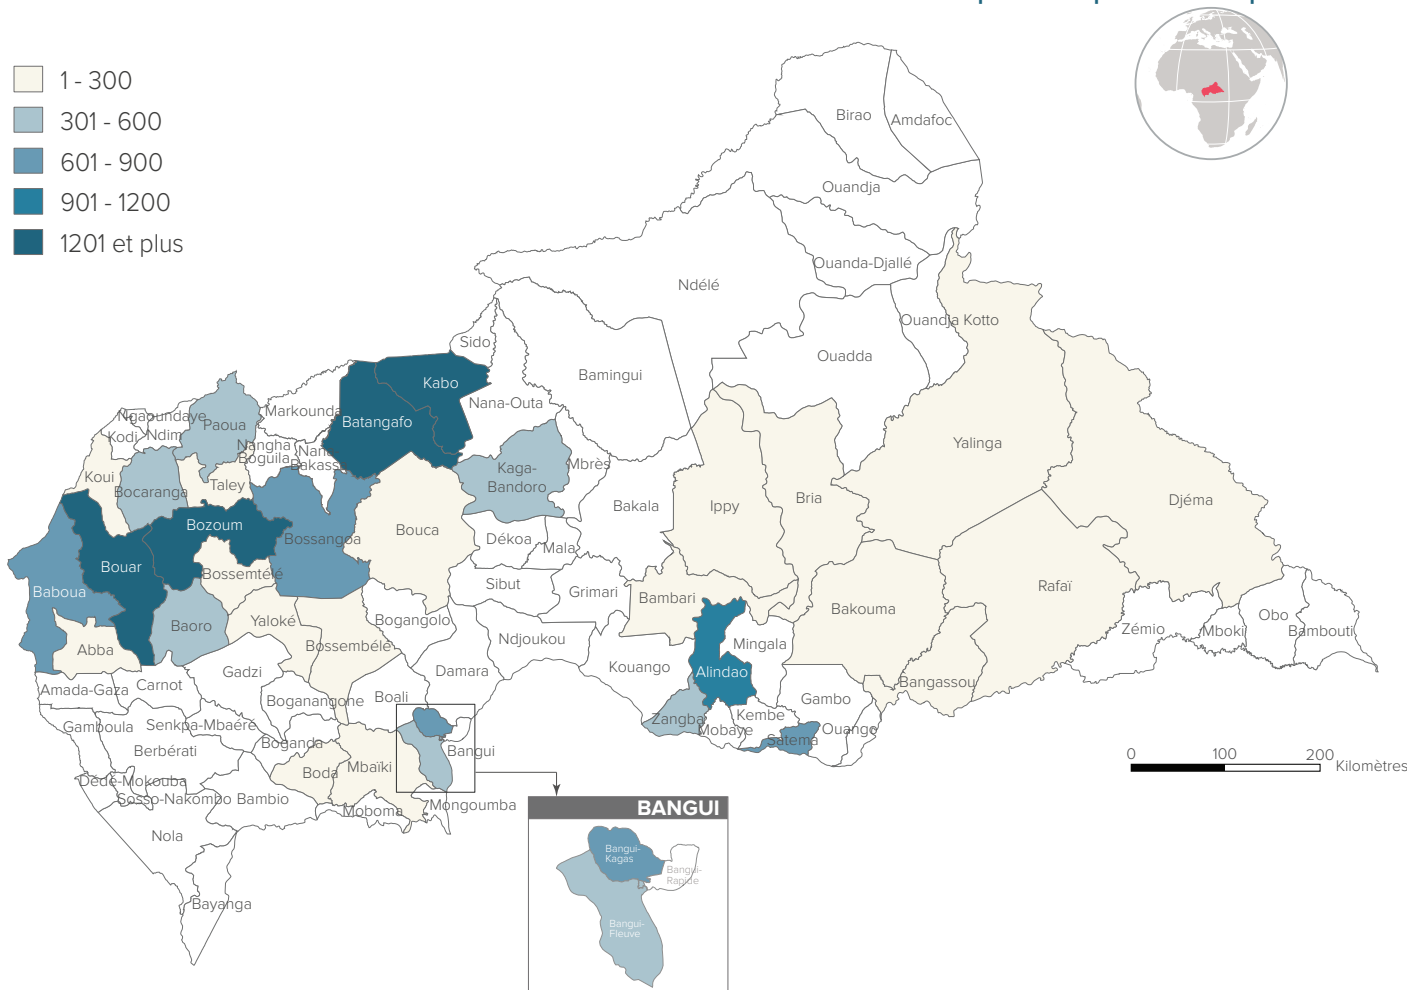 1 - 300
301 - 600
601 - 900
901 - 1200
1201 et plus
Birao
Amdafoc
Ouandja
Ouanda-Djallé
Ndélé
Ouandja Kotto
Sido
Ouadda
Bamingui
Kabo
Nana-Outa
Markounda
Batangafo
Ngaoundaye
Paoua
Kodi
Ndim
Nangha
Boguila
Nana
Bakassa
Yalinga
Koui
Bocaranga
Taley
Kaga-
Bandoro
Mbrès
Bakala
Ippy
Bria
Djéma
Bozoum
Bossangoa
Bouca
Dékoa
Mala
Bouar
Bossemtélé
Baboua
Sibut
Grimari
Bambari
Bakouma
Rafaï
Baoro
Yaloké
Bogangolo
Ndjoukou
Mingala
Zémio
Mboki
Obo
Bambouti
Abba
Bossembélé
Gadzi
Damara
Kouango
Alindao
Bangassou
Amada-Gaza
Carnot
Boganangone
Boali
Gambo
Gamboula
Senkpa-Mbaéré
Zangba
Kembe
Mobaye
Satema
Ouango
Berbérati
Boganda
Bangui
Boda
Mbaïki
Dédé-Mokouba
Sosso-Nakombo
Bambio
Moboma
Mongoumba
Nola
Bayanga
0
100
200
Kilomètres
BANGUI
Bangui-
Kagas
Bangui-
Rapide
Bangui-
Fleuve